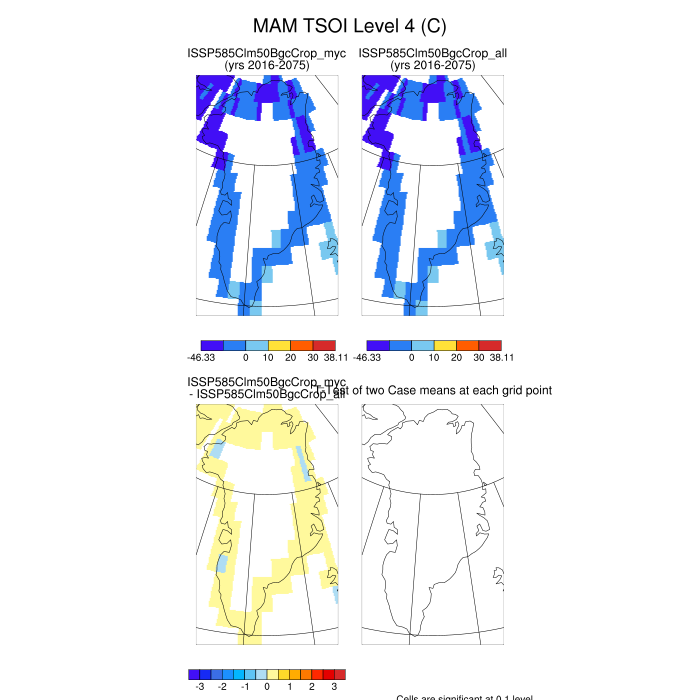 MAM TSOI Level 4 (C)
ISSP585Clm50BgcCrop_myc
(yrs 2016-2075)
ISSP585Clm50BgcCrop_all
(yrs 2016-2075)
-46.33 0 10 20 30 38.11
-46.33 0 10 20 30 38.11
ISSP585Clm50BgcCrop_myc
- ISSP585Clm50BgcCrop_all
T-Test of two Case means at each grid point
-3 -2 -1 0 1 2 3
Cells are significant at 0.1 level